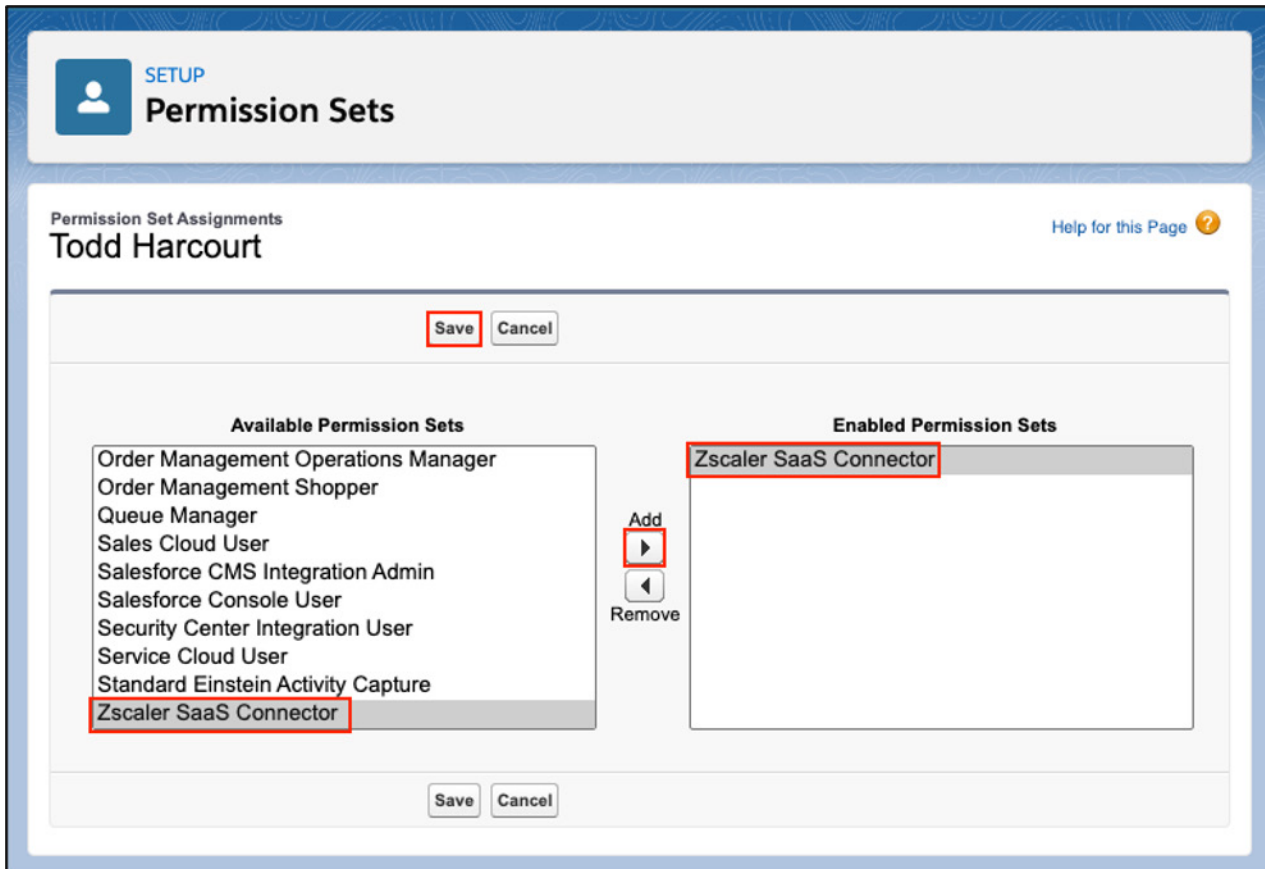 SETUP
Permission Sets
Permission Set Assignments
Todd Harcourt
Help for this Page ?
Save Cancel
Available Permission Sets
Order Management Operations Manager
Order Management Shopper
Queue Manager
Sales Cloud User
Salesforce CMS Integration Admin
Salesforce Console User
Security Center Integration User
Service Cloud User
Standard Einstein Activity Capture
Zscaler SaaS Connector
Add
Remove
Enabled Permission Sets
Zscaler SaaS Connector
Save Cancel